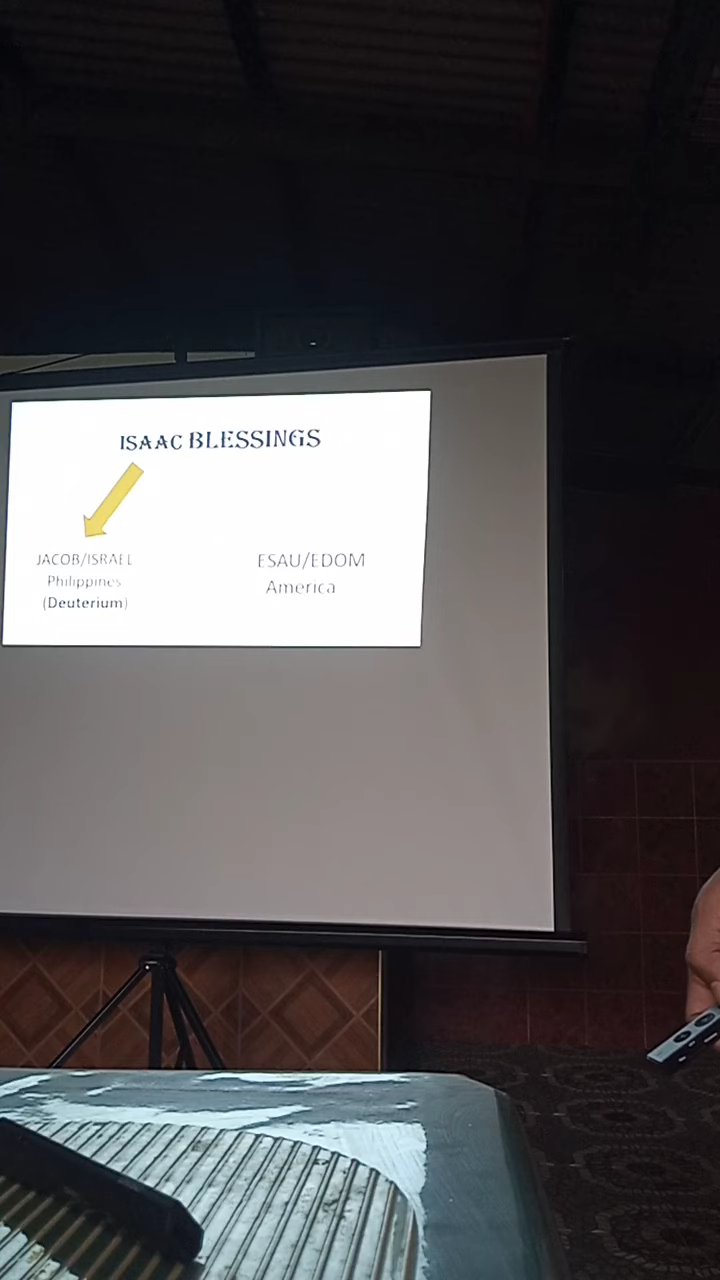 ISAAC BLESSINGS
JACOB/ISRAEL
Philippines
(Deuterium)
ESAU/EDOM
America